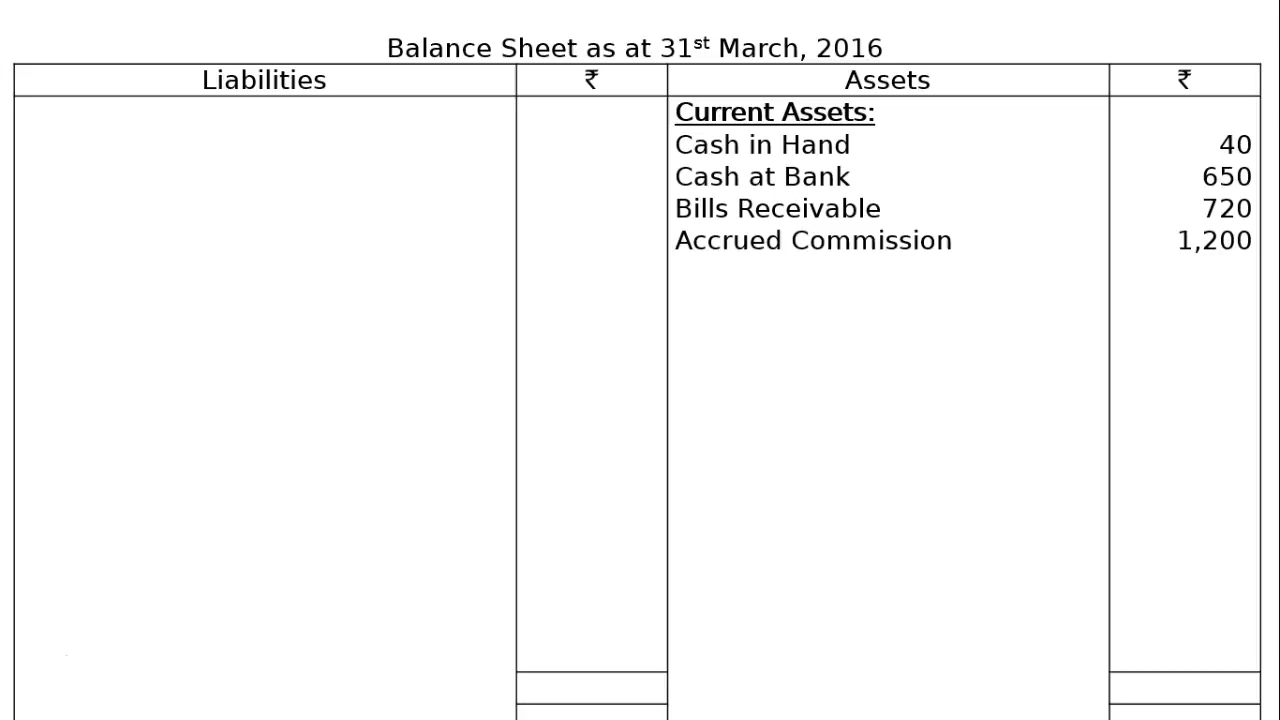 Balance Sheet as at 31st March, 2016
Liabilities ₹ Assets ₹
Current Assets:
Cash in Hand 40
Cash at Bank 650
Bills Receivable 720
Accrued Commission 1,200